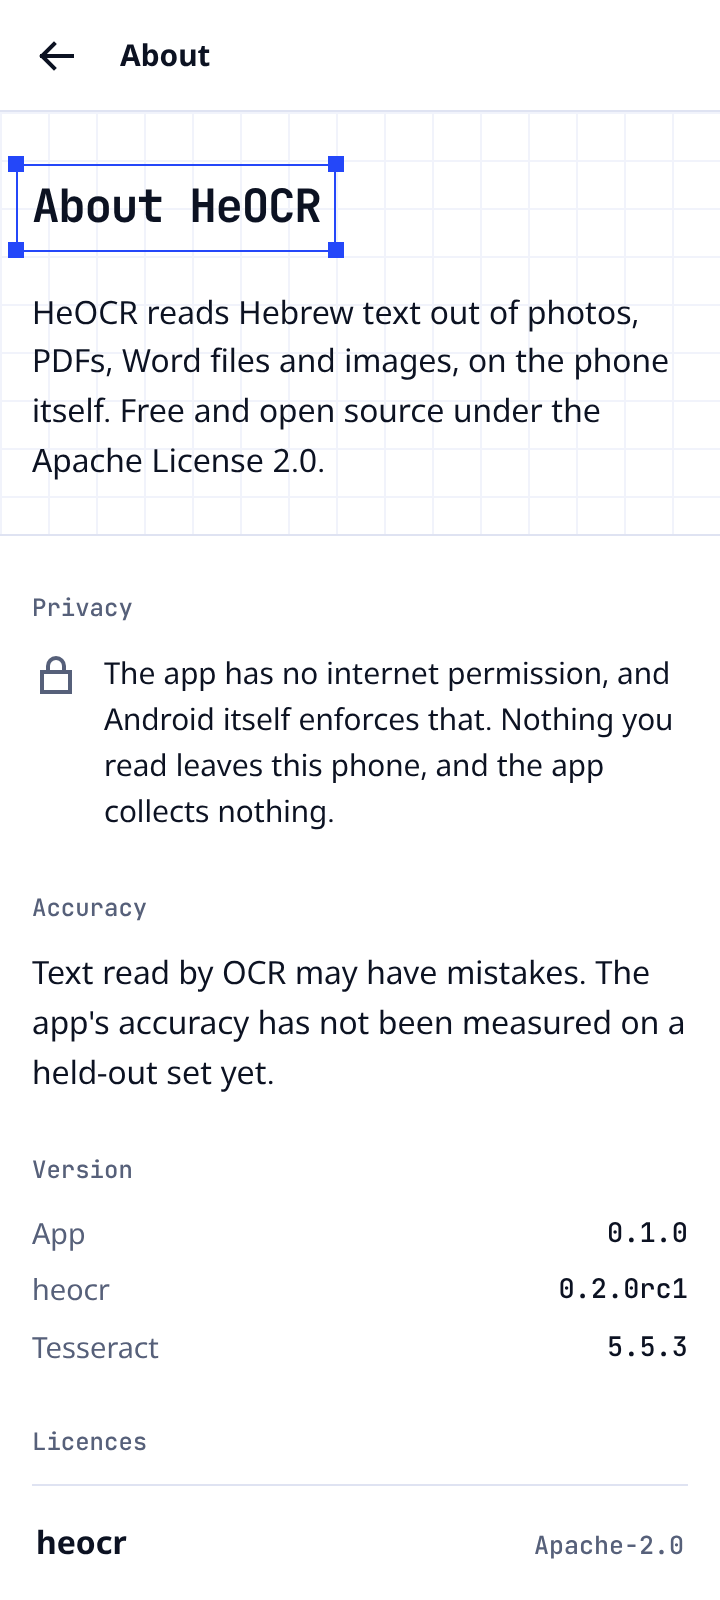 About
About HeOCR
HeOCR reads Hebrew text out of photos,
PDFs, Word files and images, on the phone
itself. Free and open source under the
Apache License 2.0.
Privacy
The app has no internet permission, and
Android itself enforces that. Nothing you
read leaves this phone, and the app
collects nothing.
Accuracy
Text read by OCR may have mistakes. The
app's accuracy has not been measured on a
held-out set yet.
Version
App 0.1.0
heocr 0.2.0rc1
Tesseract 5.5.3
Licences
heocr Apache-2.0